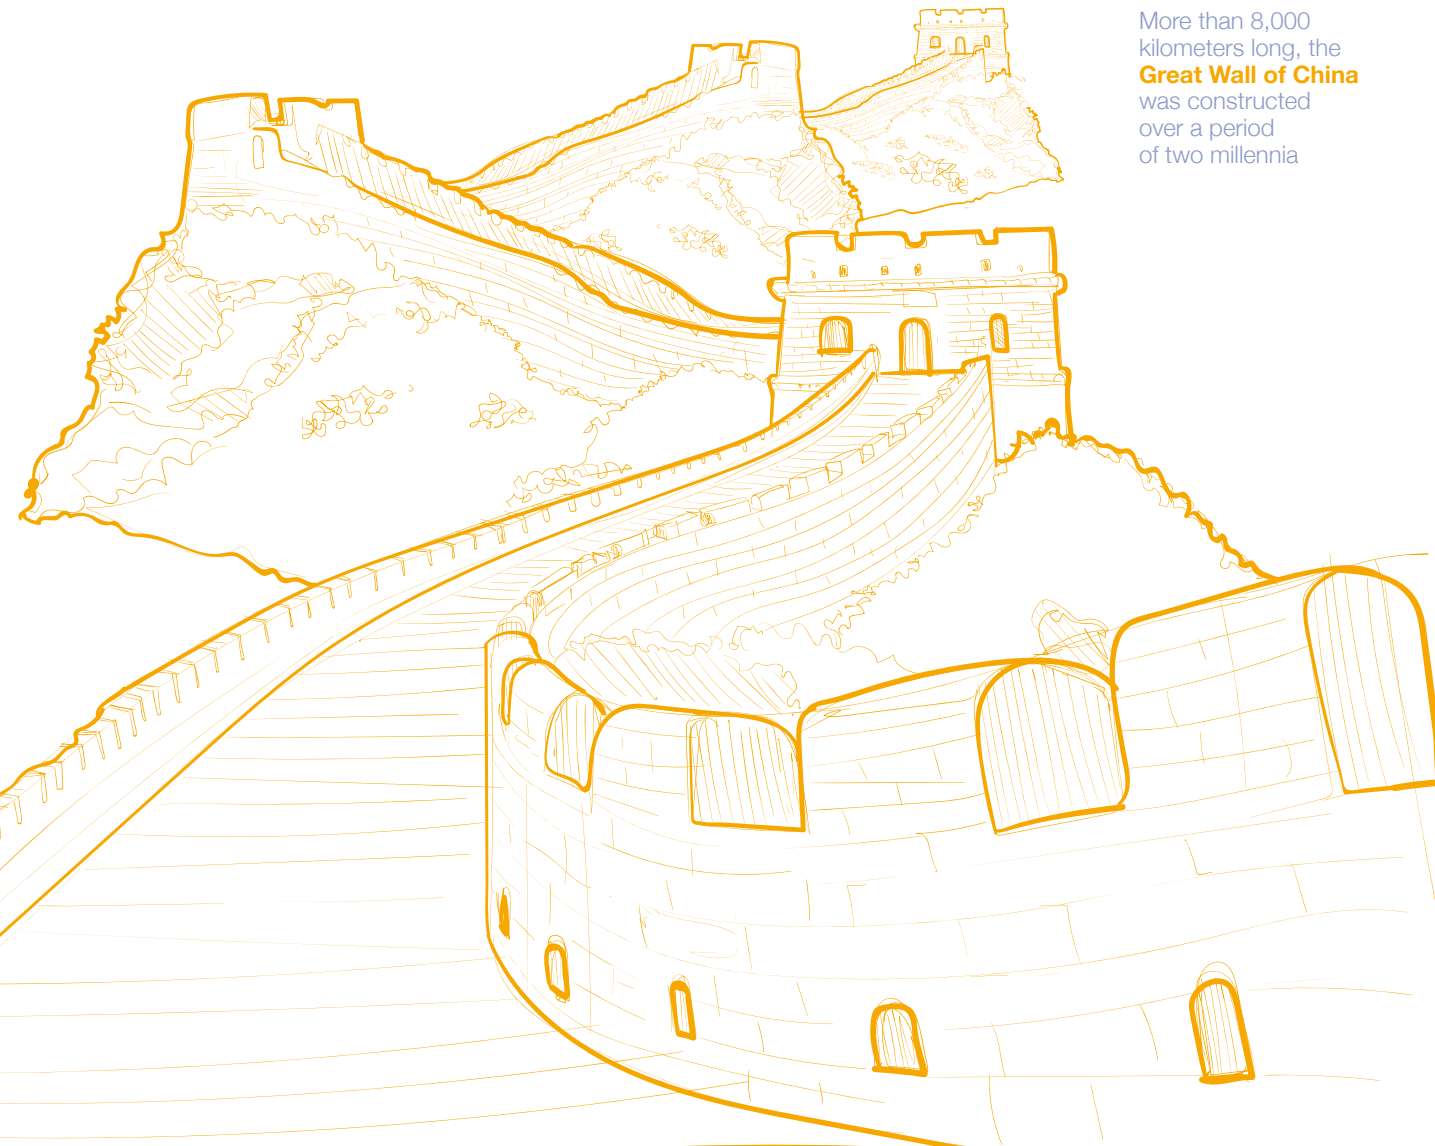 More than 8,000
kilometers long, the
Great Wall of China
was constructed
over a period
of two millennia